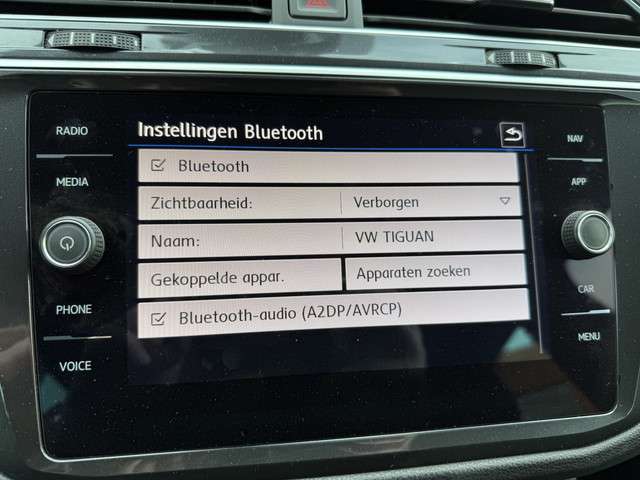 Instellingen Bluetooth
RADIO
MEDIA
PHONE
VOICE
Bluetooth
Zichtbaarheid: Verborgen
Naam: VW TIGUAN
Gekoppelde appar. Apparaten zoeken
Bluetooth-audio (A2DP/AVRCP)
NAV
APP
CAR
MENU